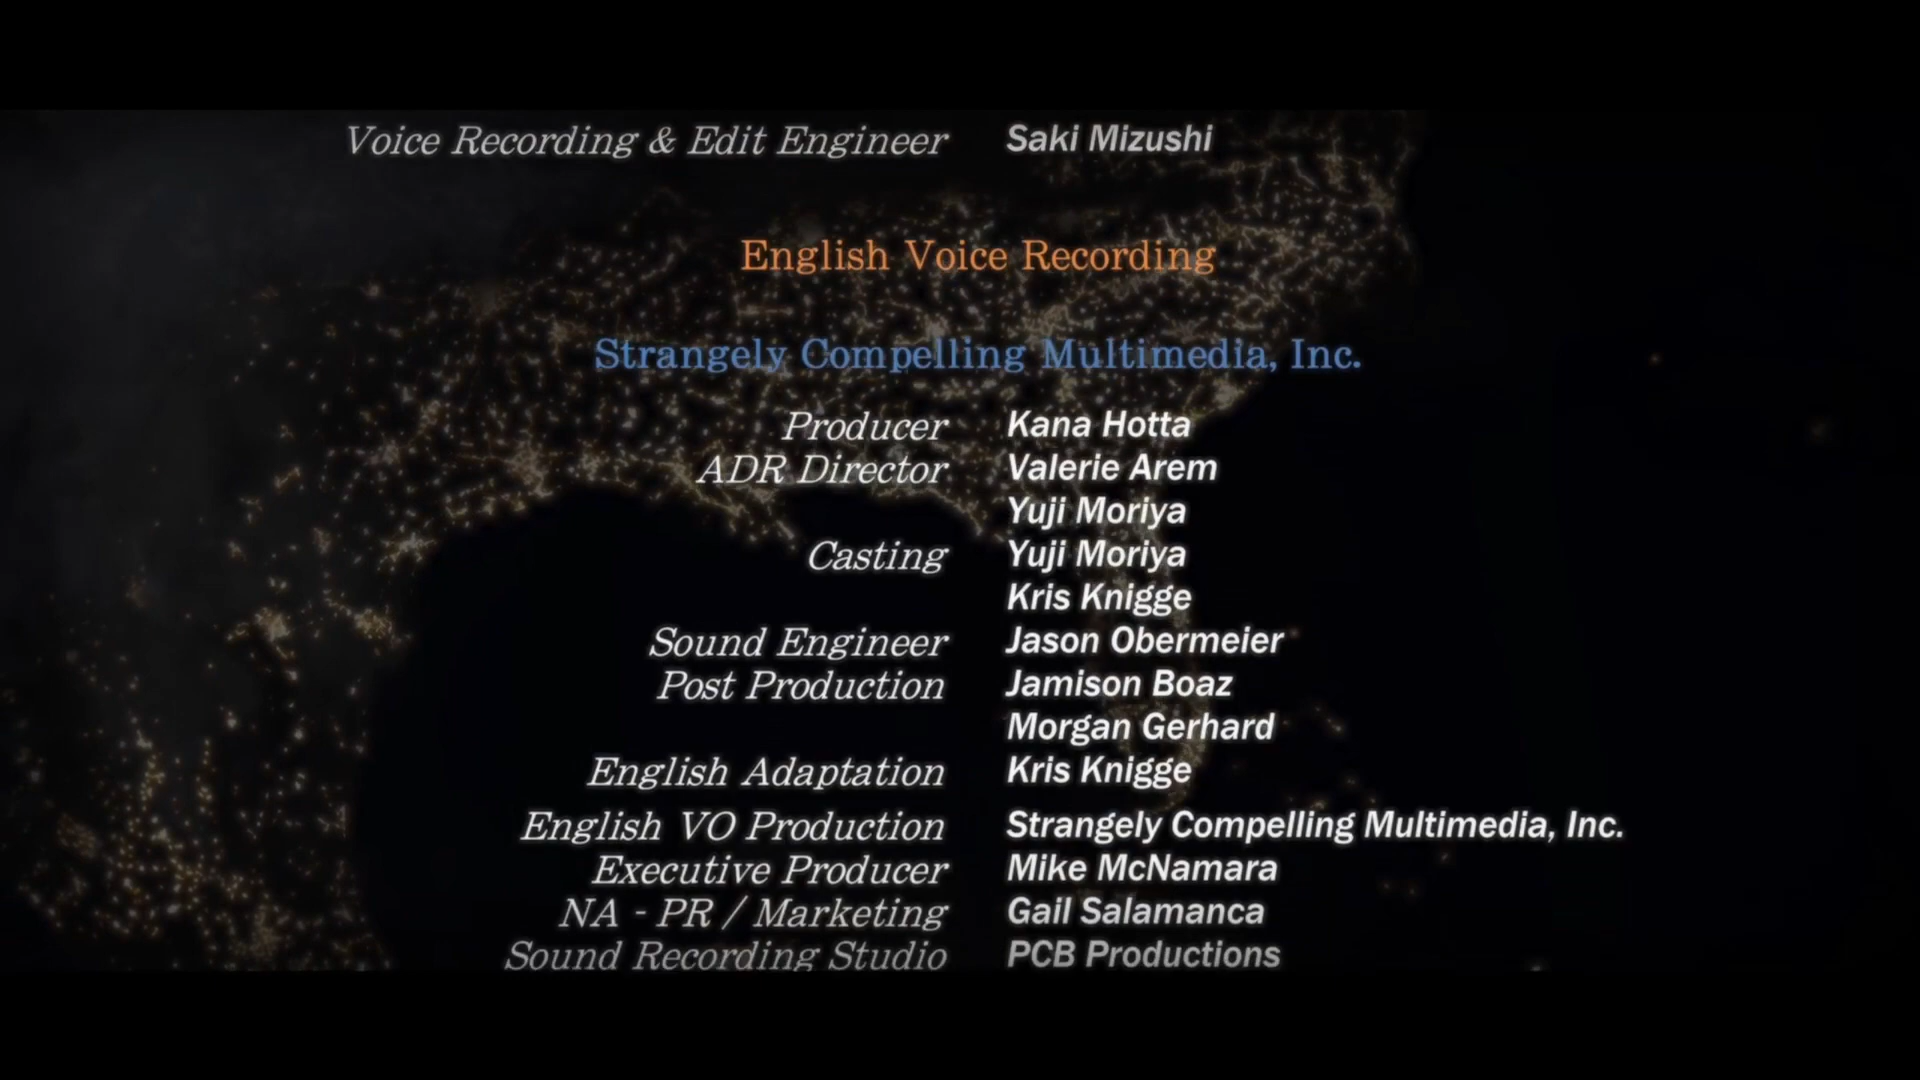 Voice Recording & Edit Engineer Saki Mizushi
English Voice Recording
Strangely Compelling Multimedia, Inc.
Producer Kana Hotta
ADR Director Valerie Arem
Yuji Moriya
Casting Yuji Moriya
Kris Knigge
Sound Engineer Jason Obermeier
Post Production Jamison Boaz
Morgan Gerhard
English Adaptation Kris Knigge
English VO Production Strangely Compelling Multimedia, Inc.
Executive Producer Mike McNamara
NA - PR / Marketing Gail Salamanca
Sound Recording Studio PCB Productions